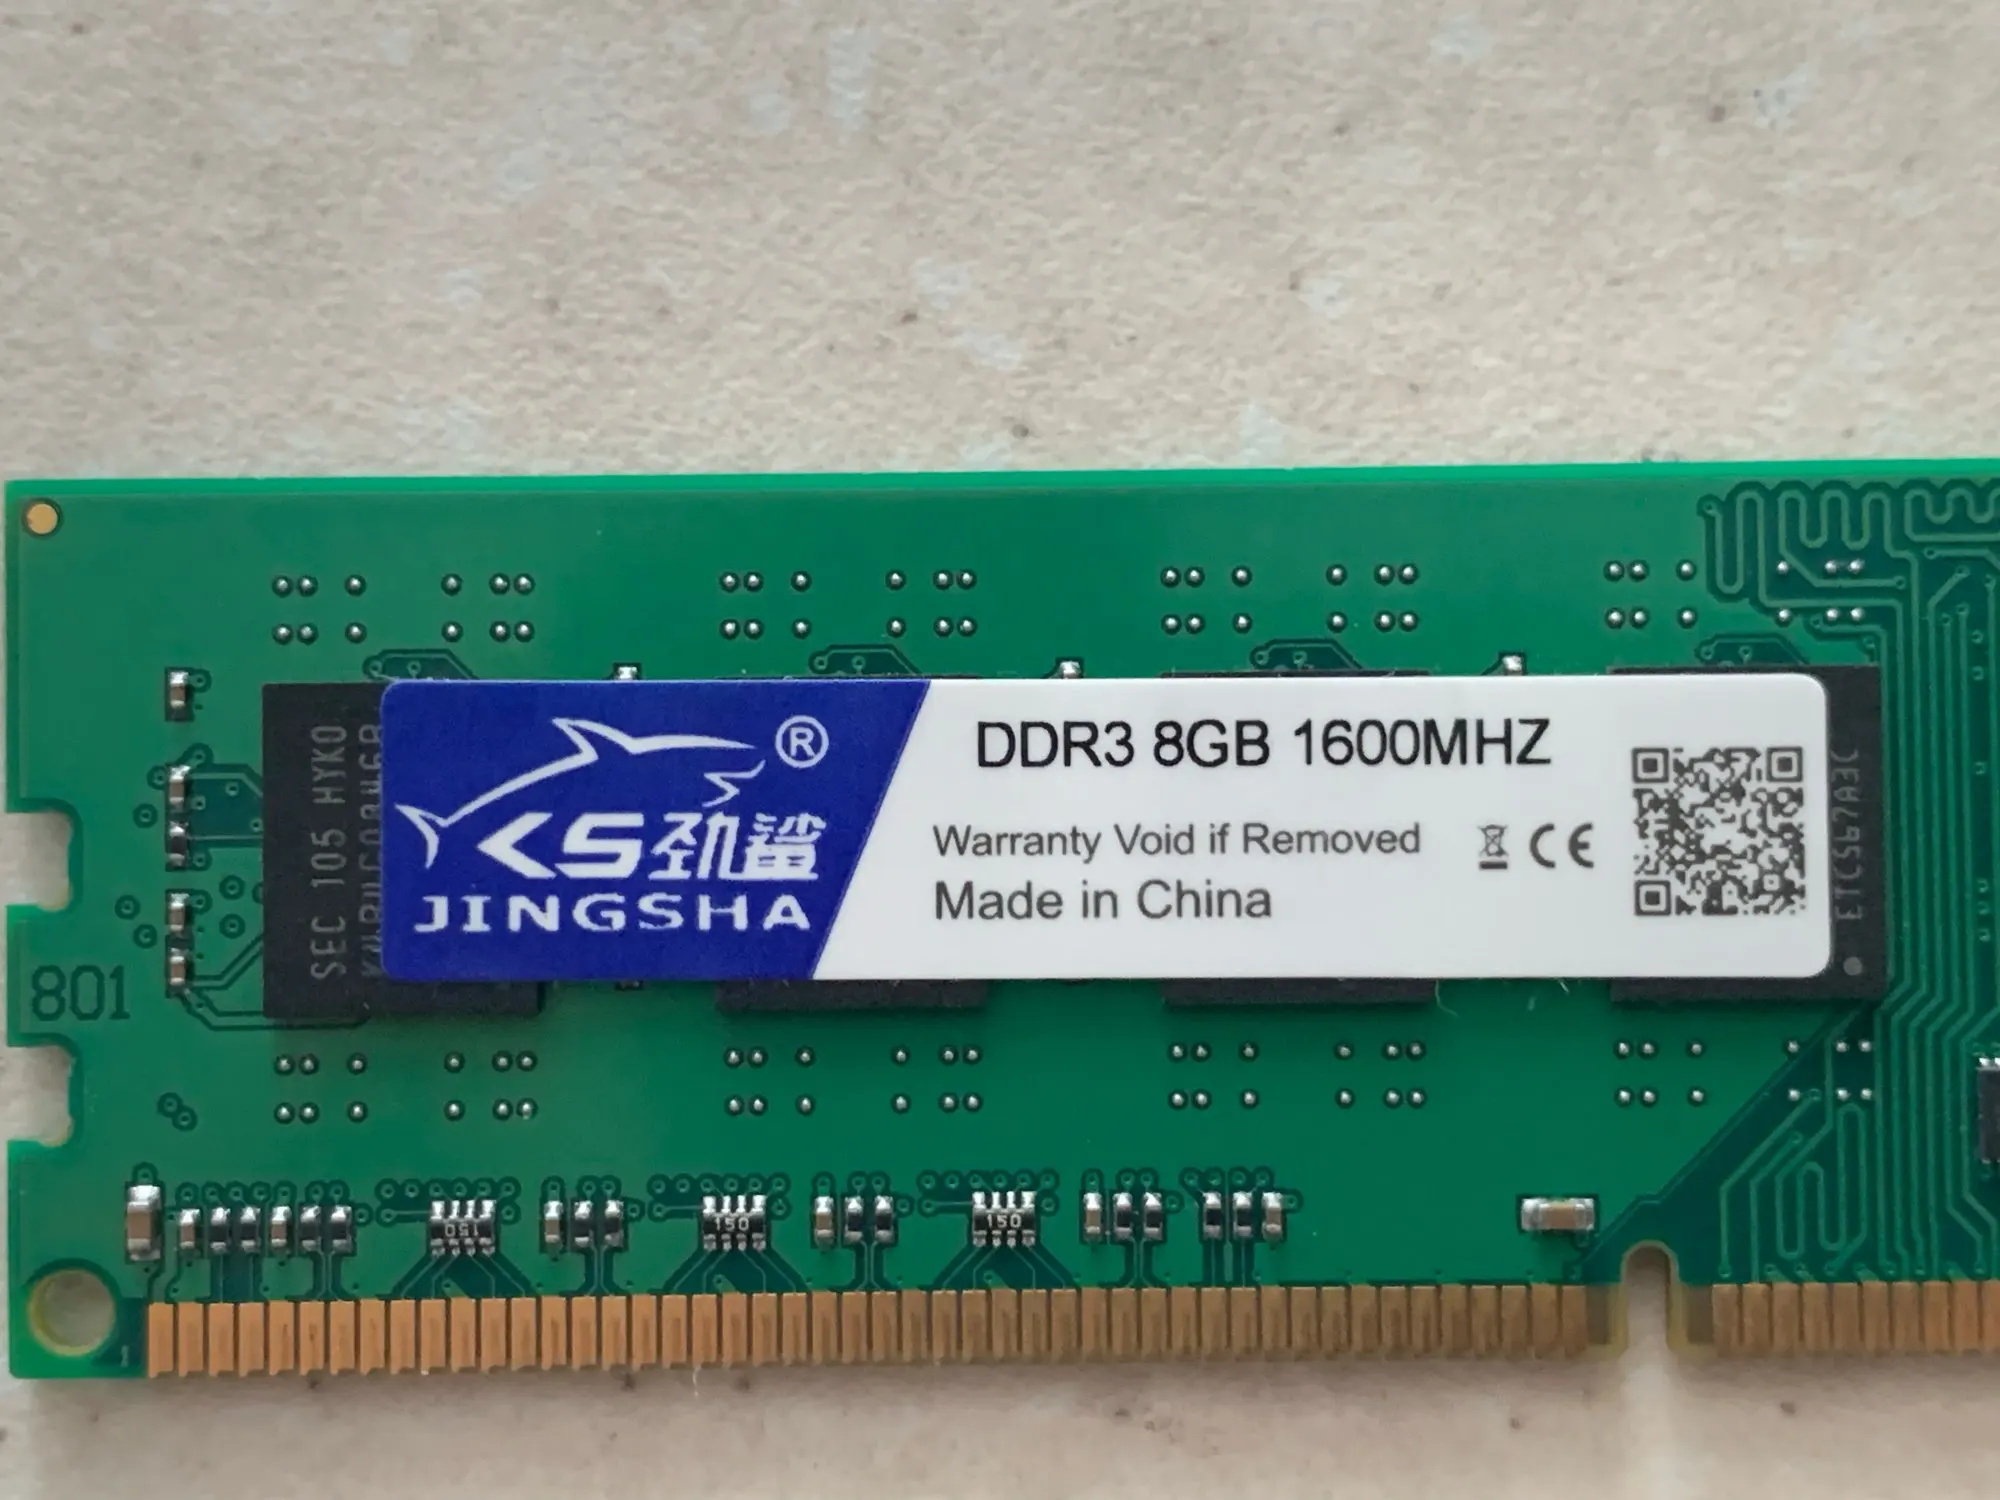 ®
KS劲鲨
JINGSHA
DDR3 8GB 1600MHZ
Warranty Void if Removed
Made in China
CE
SEC 105 HYK0
801
150
150
150
1